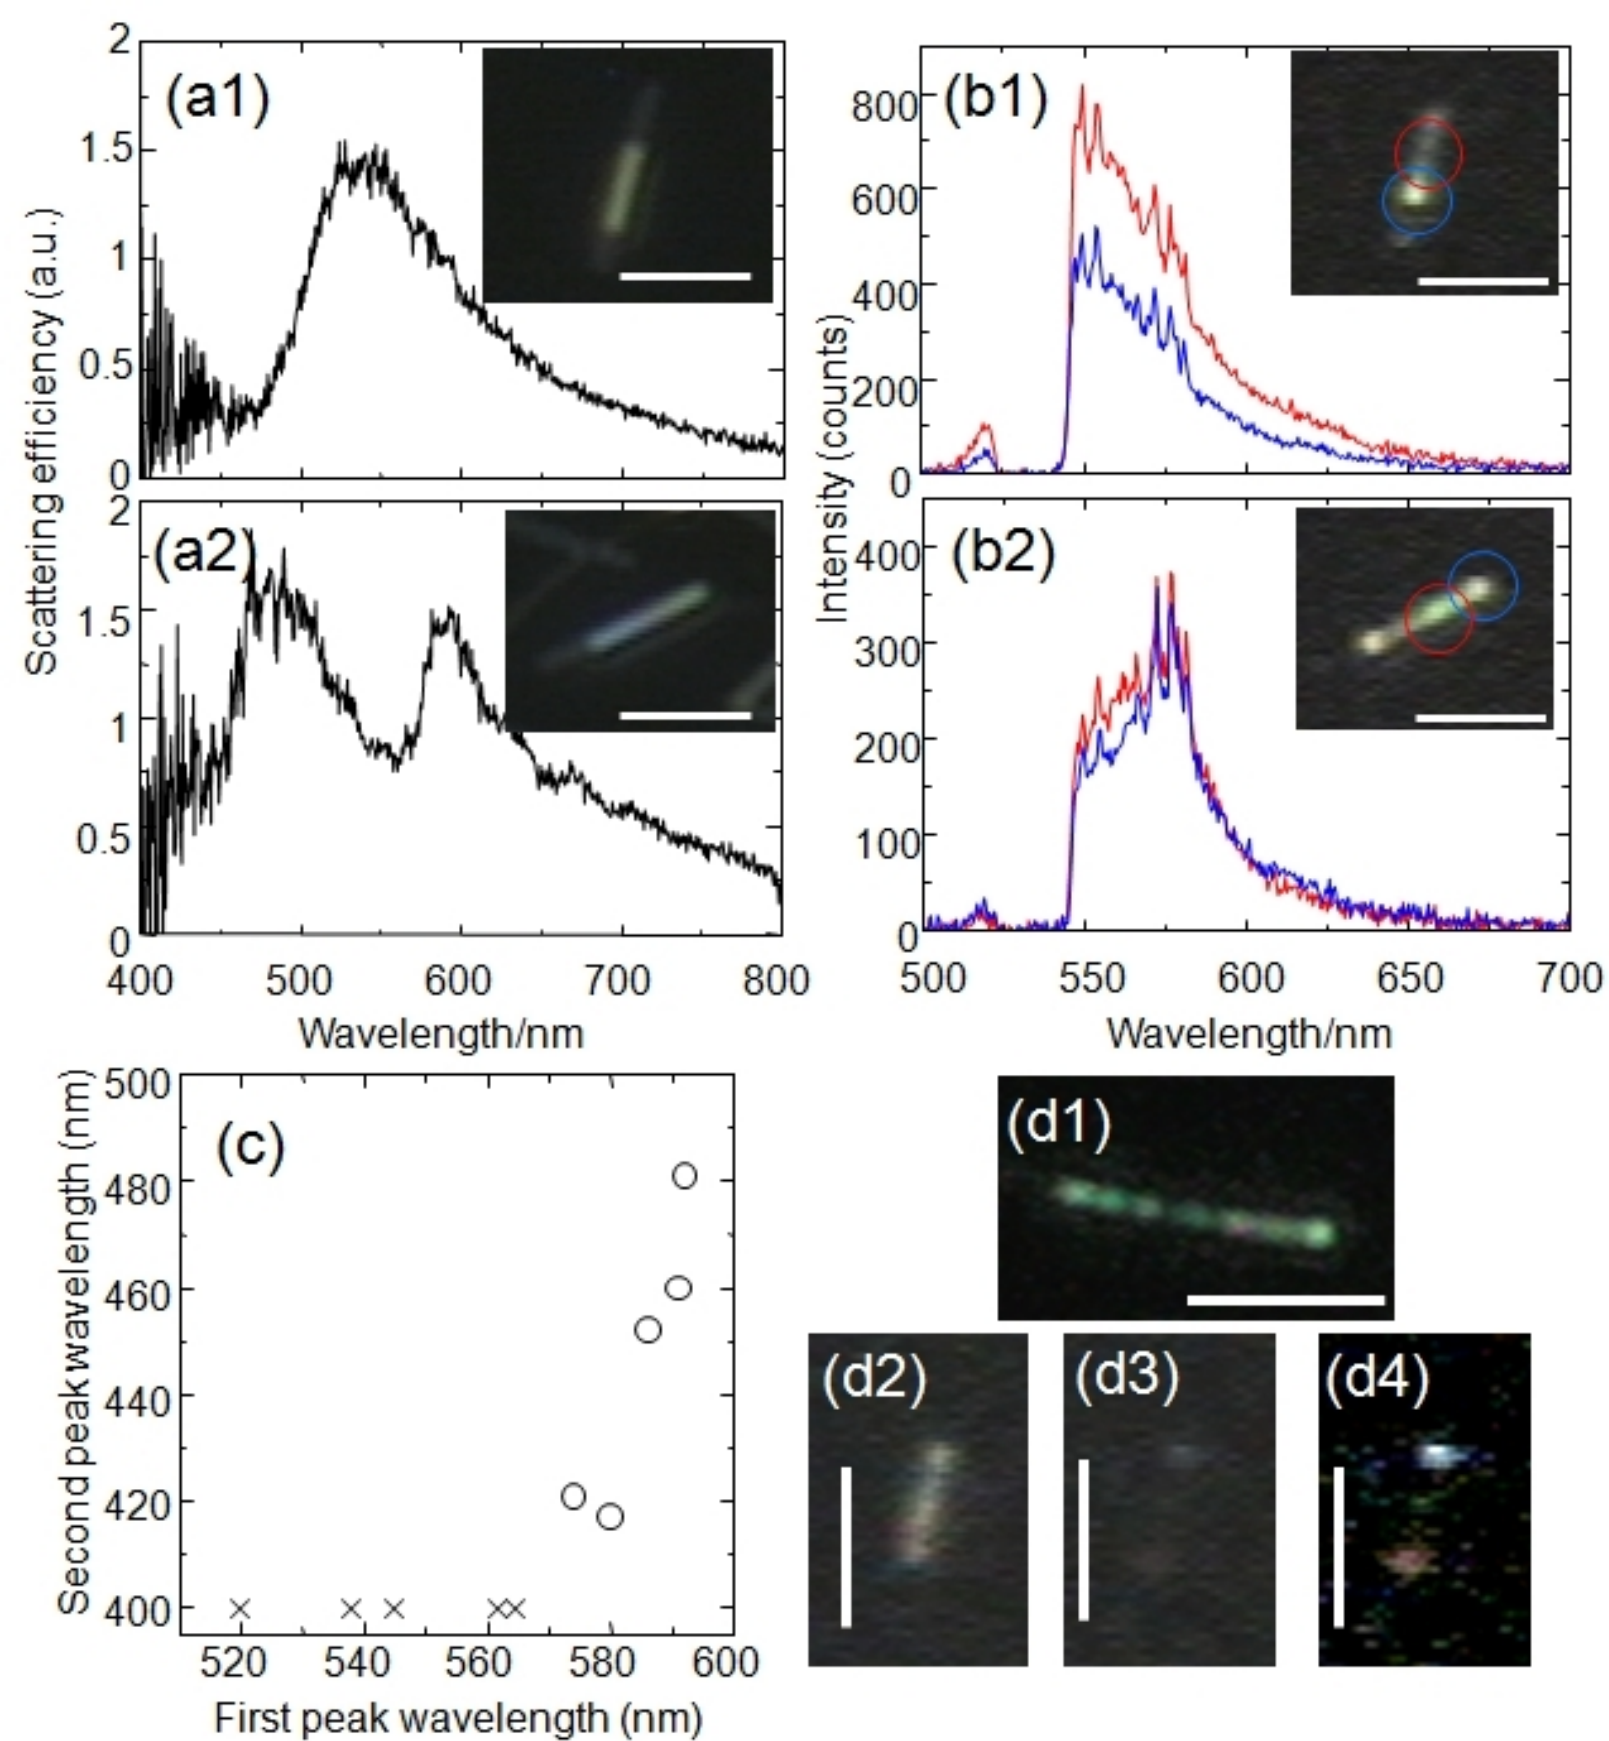 (a1)
2
1.5
1
0.5
0
Scattering efficiency (a.u.)
(a2)
2
1.5
1
0.5
0
400 500 600 700 800
Wavelength/nm
(b1)
800
600
400
200
0
Intensity (counts)
(b2)
400
300
200
100
0
500 550 600 650 700
Wavelength/nm
(c)
500
480
460
440
420
400
Second peak wavelength (nm)
520 540 560 580 600
First peak wavelength (nm)
(d1)
(d2) (d3) (d4)